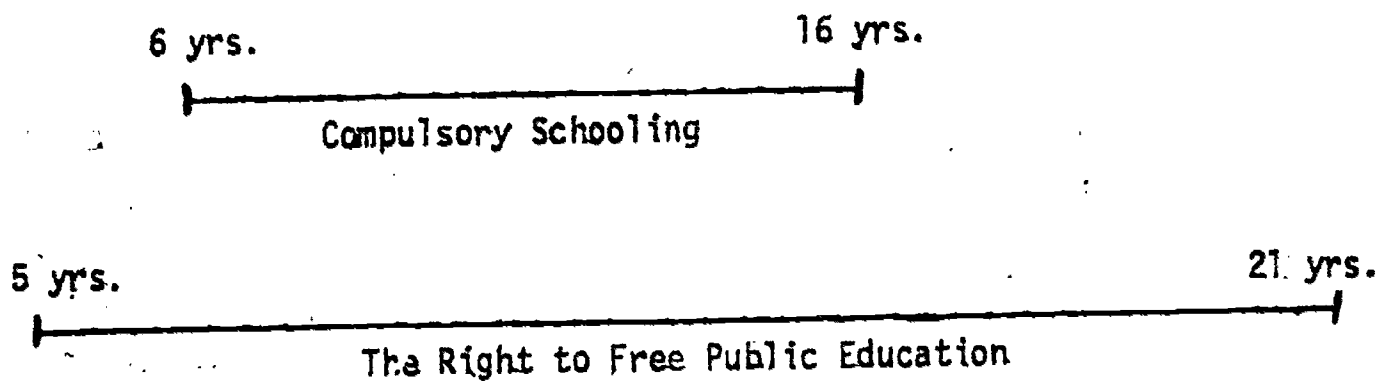 6 yrs. 16 yrs.
Compulsory Schooling
5 yrs. 21 yrs.
The Right to Free Public Education